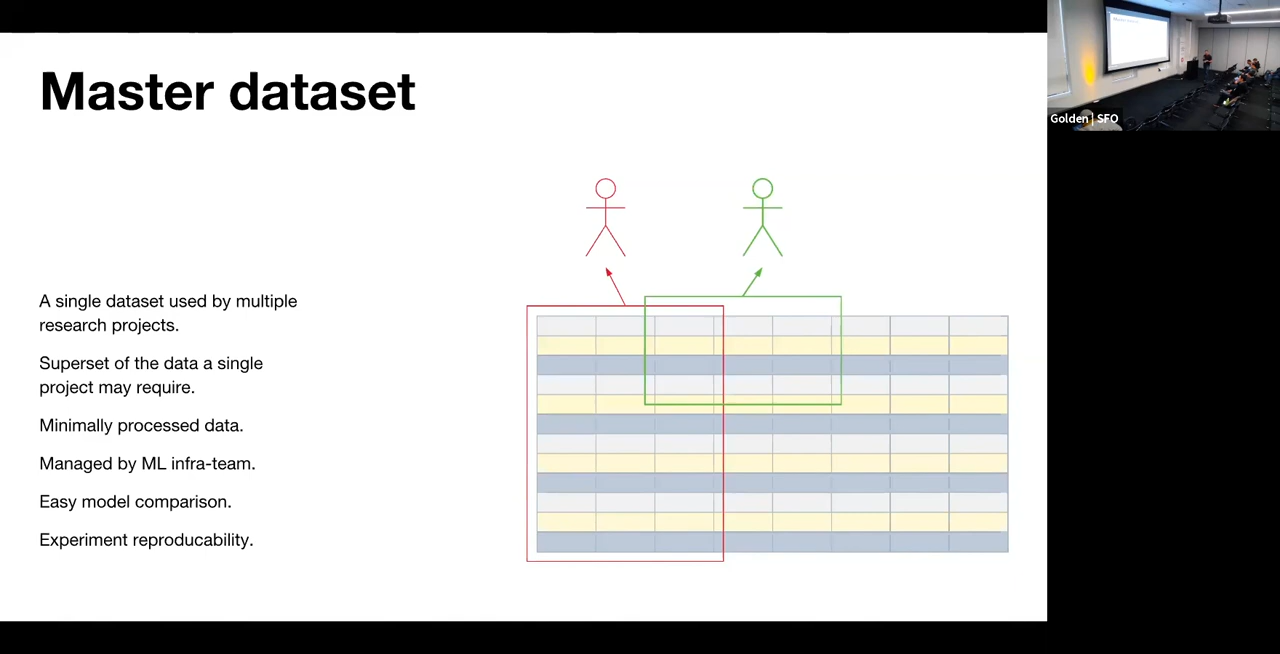 Master dataset
A single dataset used by multiple
research projects.
Superset of the data a single
project may require.
Minimally processed data.
Managed by ML infra-team.
Easy model comparison.
Experiment reproducability.
Golden | SFO